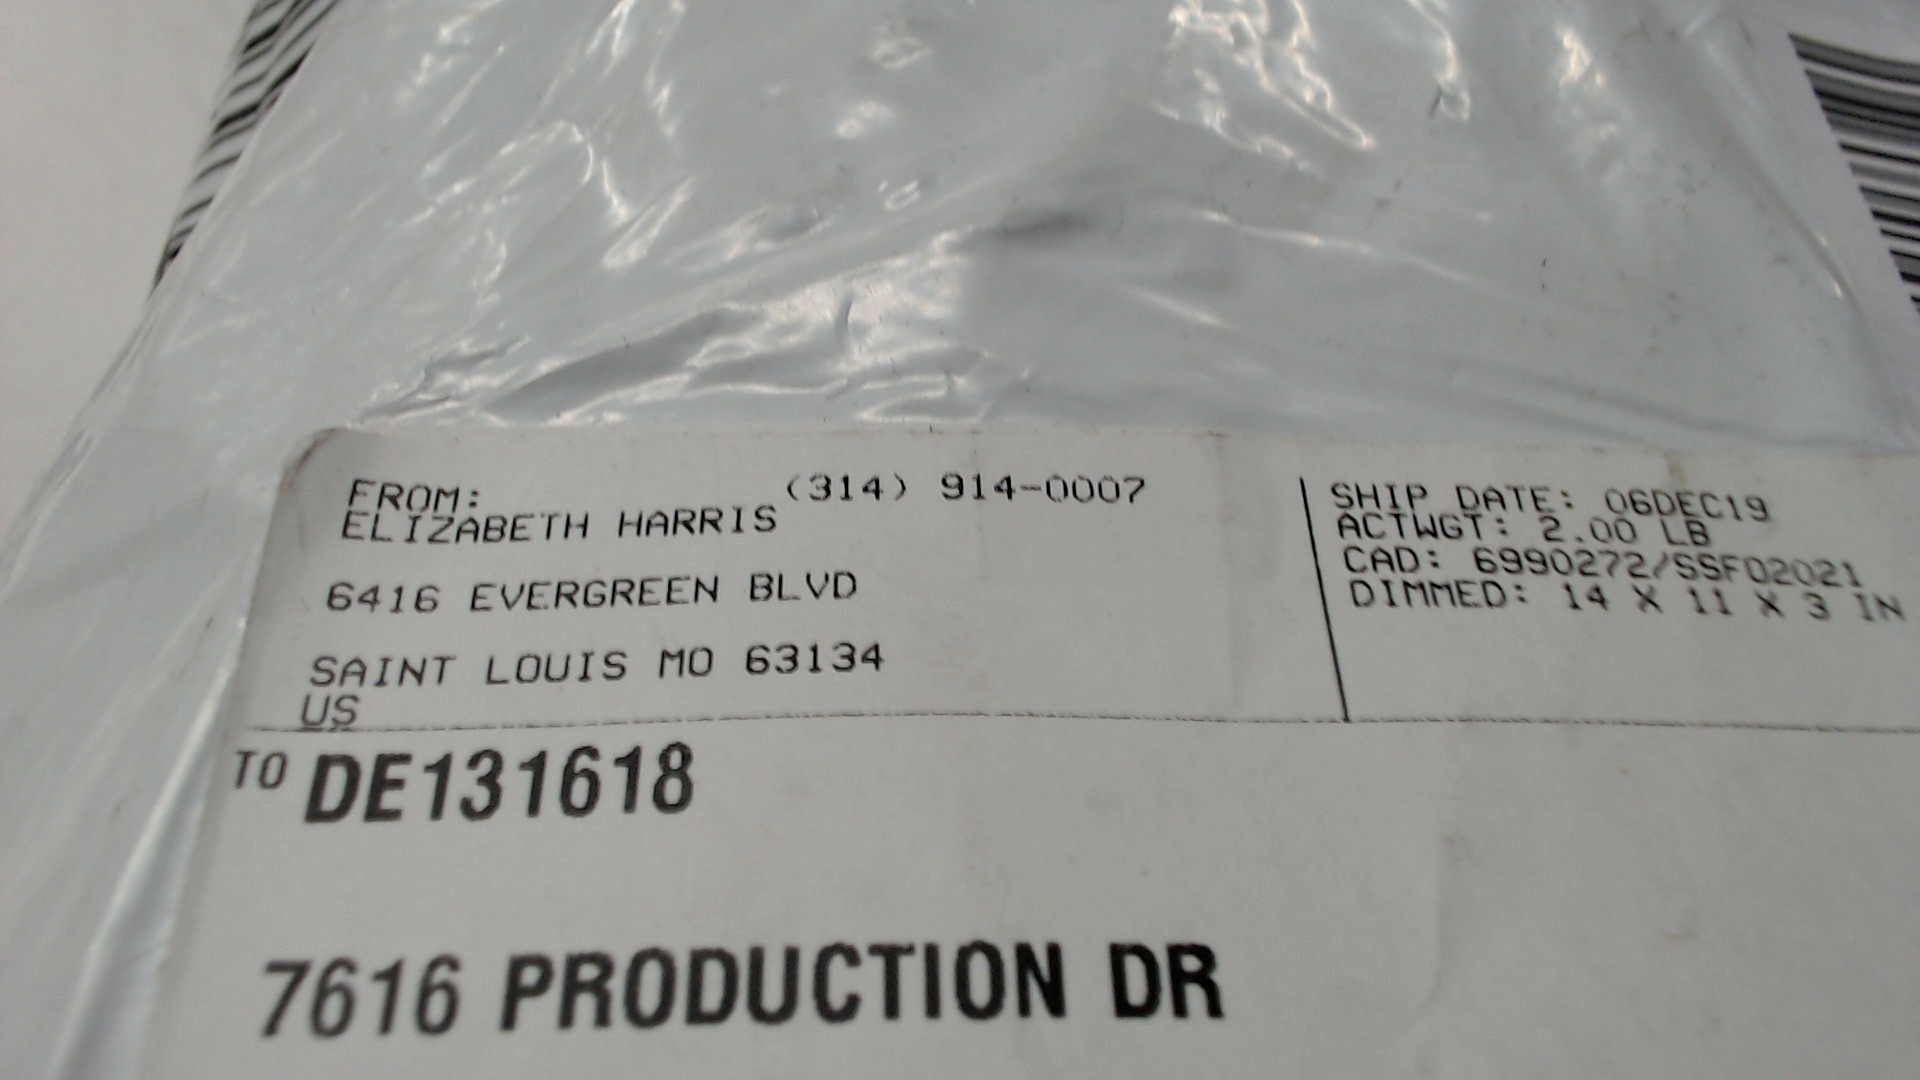 FROM: (314) 914-0007
ELIZABETH HARRIS
6416 EVERGREEN BLVD
SAINT LOUIS MO 63134
US
SHIP DATE: 06DEC19
ACTWGT: 2.00 LB
CAD: 6990272/SSF02021
DIMMED: 14 X 11 X 3 IN
TO DE131618
7616 PRODUCTION DR